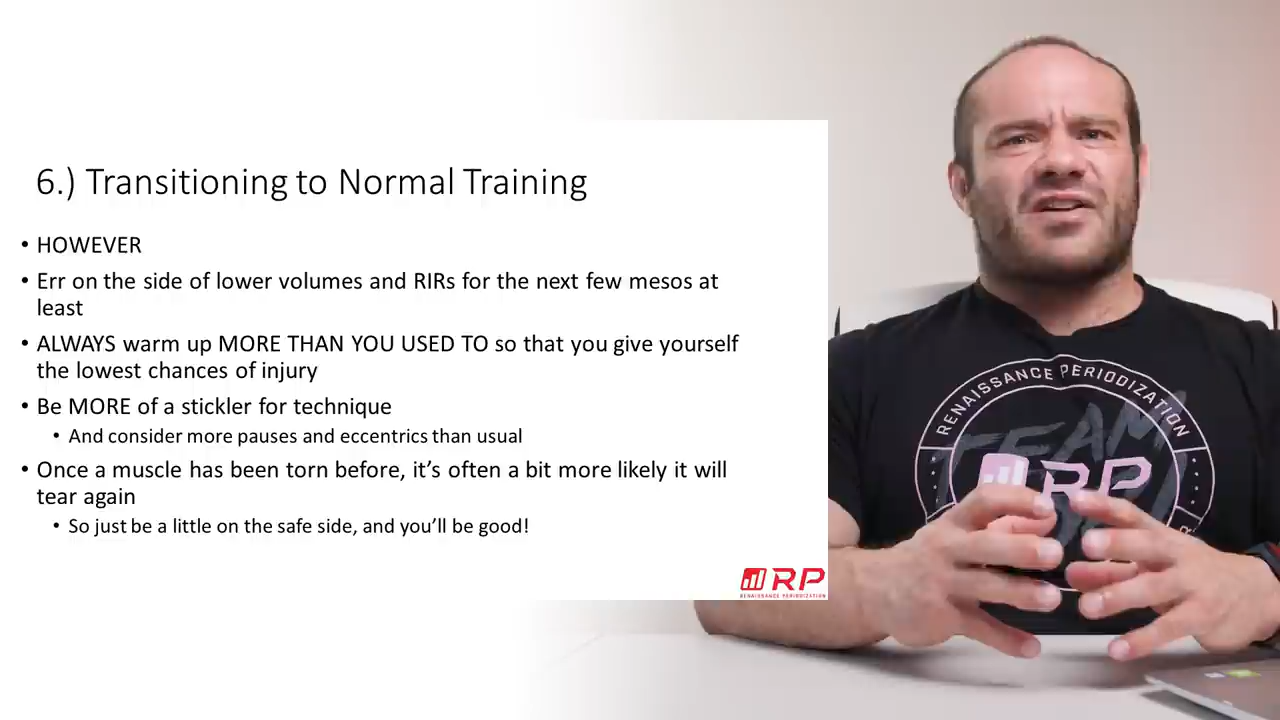 6.) Transitioning to Normal Training
• HOWEVER
• Err on the side of lower volumes and RIRs for the next few mesos at
least
• ALWAYS warm up MORE THAN YOU USED TO so that you give yourself
the lowest chances of injury
• Be MORE of a stickler for technique
• And consider more pauses and eccentrics than usual
• Once a muscle has been torn before, it's often a bit more likely it will
tear again
• So just be a little on the safe side, and you'll be good!
RP
RENAISSANCE PERIODIZATION
RENAISSANCE PERIODIZATION
TEAM
RP